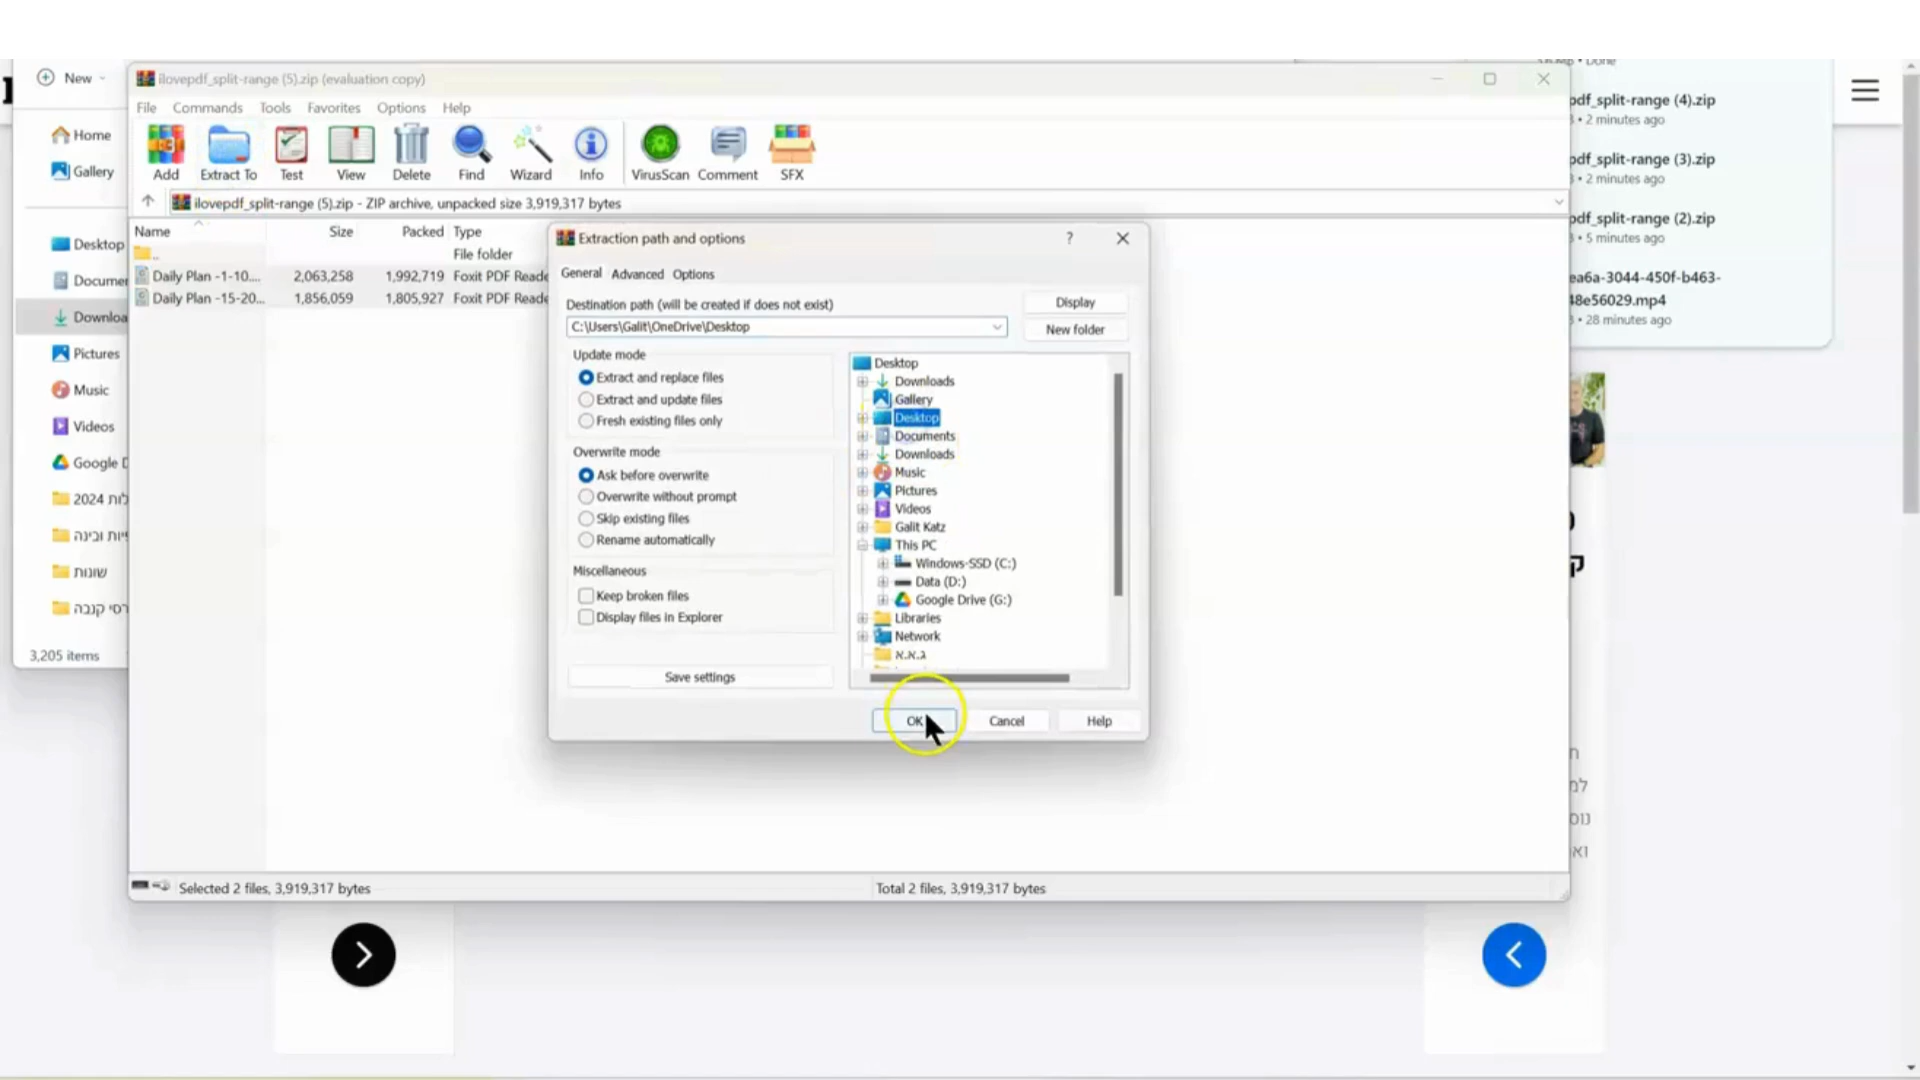 New
Home
Gallery
Desktop
Downloa
Pictures
Music
Videos
Google D
2024
שונות
3,205 items
ilovepdf_split-range (5).zip (evaluation copy)
File Commands Tools Favorites Options Help
Add Extract To Test View Delete Find Wizard Info VirusScan Comment SFX
ilovepdf_split-range (5).zip - ZIP archive, unpacked size 3,919,317 bytes
Name Size Packed Type
.. File folder
Daily Plan -1-10.... 2,063,258 1,992,719 Foxit PDF Reade
Daily Plan -15-20... 1,856,059 1,805,927 Foxit PDF Reade
Selected 2 files, 3,919,317 bytes
Total 2 files, 3,919,317 bytes
Extraction path and options ?
General Advanced Options
Destination path (will be created if does not exist)
Display
C:\Users\Galit\OneDrive\Desktop
New folder
Update mode
Extract and replace files
Extract and update files
Fresh existing files only
Overwrite mode
Ask before overwrite
Overwrite without prompt
Skip existing files
Rename automatically
Miscellaneous
Keep broken files
Display files in Explorer
Save settings
Desktop
Downloads
Gallery
Desktop
Documents
Downloads
Music
Pictures
Videos
Galit Katz
This PC
Windows-SSD (C:)
Data (D:)
Google Drive (G:)
Libraries
Network
ג.א.א
OK Cancel Help
pdf_split-range (4).zip
• 2 minutes ago
pdf_split-range (3).zip
• 2 minutes ago
pdf_split-range (2).zip
• 5 minutes ago
ea6a-3044-450f-b463-
48e56029.mp4
• 28 minutes ago